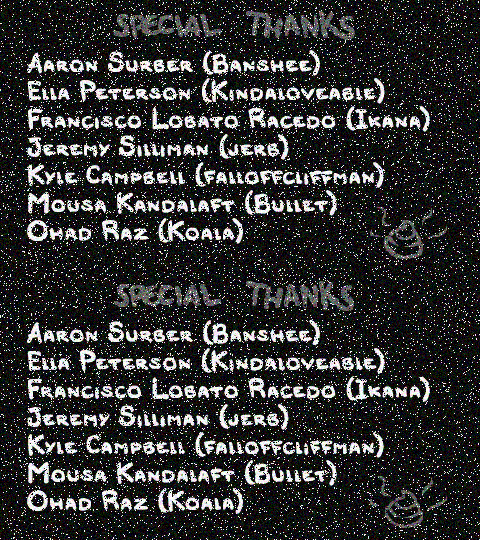 SPECIAL THANKS
AARON SURBER (BANSHEE)
ELLA PETERSON (KINDALOVEABLE)
FRANCISCO LOBATO RACEDO (IKANA)
JEREMY SILLIMAN (JERB)
KYLE CAMPBELL (FALLOFFCLIFFMAN)
MOUSA KANDALAFT (BULLET)
OHAD RAZ (KOALA)
SPECIAL THANKS
AARON SURBER (BANSHEE)
ELLA PETERSON (KINDALOVEABLE)
FRANCISCO LOBATO RACEDO (IKANA)
JEREMY SILLIMAN (JERB)
KYLE CAMPBELL (FALLOFFCLIFFMAN)
MOUSA KANDALAFT (BULLET)
OHAD RAZ (KOALA)